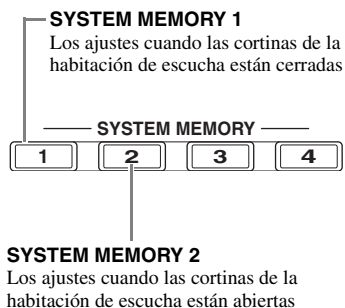 SYSTEM MEMORY 1
Los ajustes cuando las cortinas de la
habitación de escucha están cerradas
SYSTEM MEMORY
1 2 3 4
SYSTEM MEMORY 2
Los ajustes cuando las cortinas de la
habitación de escucha están abiertas